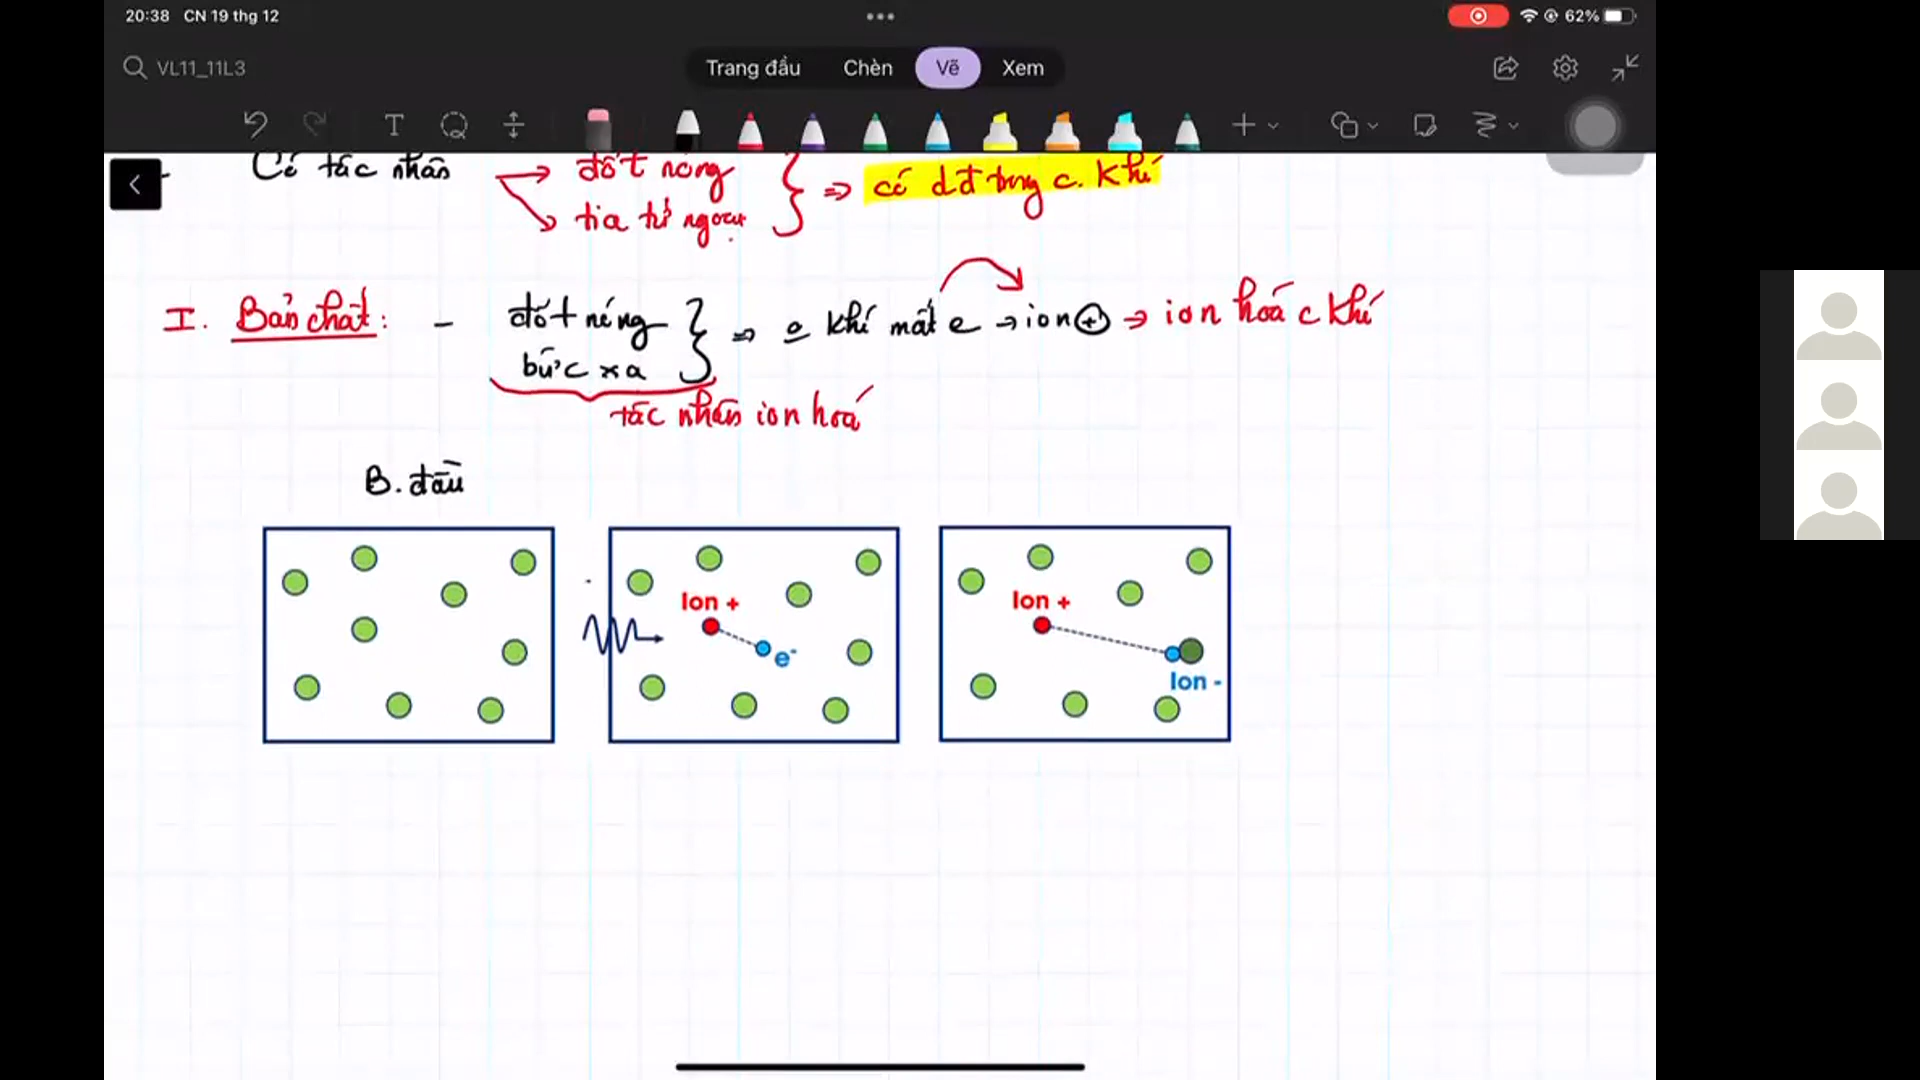 20:38 CN 19 thg 12
62%
VL11_11L3
Trang đầu Chèn Vẽ Xem
T
Có tác nhân → đốt nóng } ⇒ có dđ trong c. khí
tia tử ngoại
I. Bản chất: - đốt nóng } ⇒ c khí mất e → ion ⊕ → ion hoá c khí
bức xạ
tác nhân ion hoá
B. đầu
Ion +
e-
Ion +
Ion -